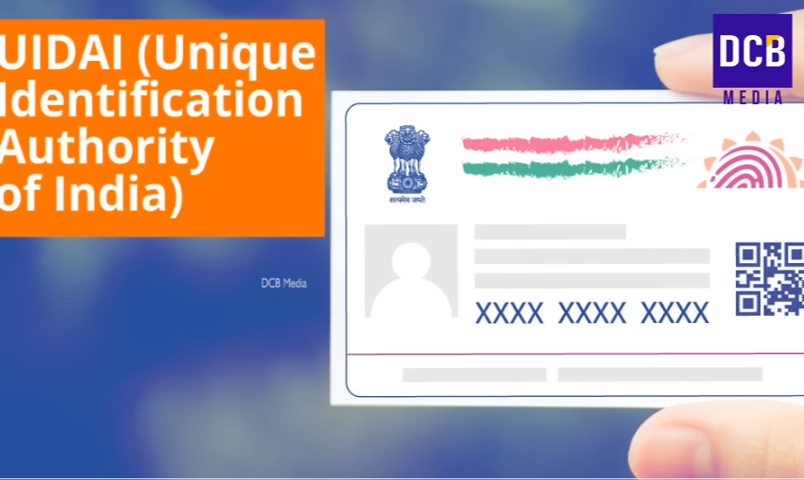 UIDAI (Unique
Identification
Authority
of India)
DCB
MEDIA
सत्यमेव जयते
DCB Media
XXXX XXXX XXXX